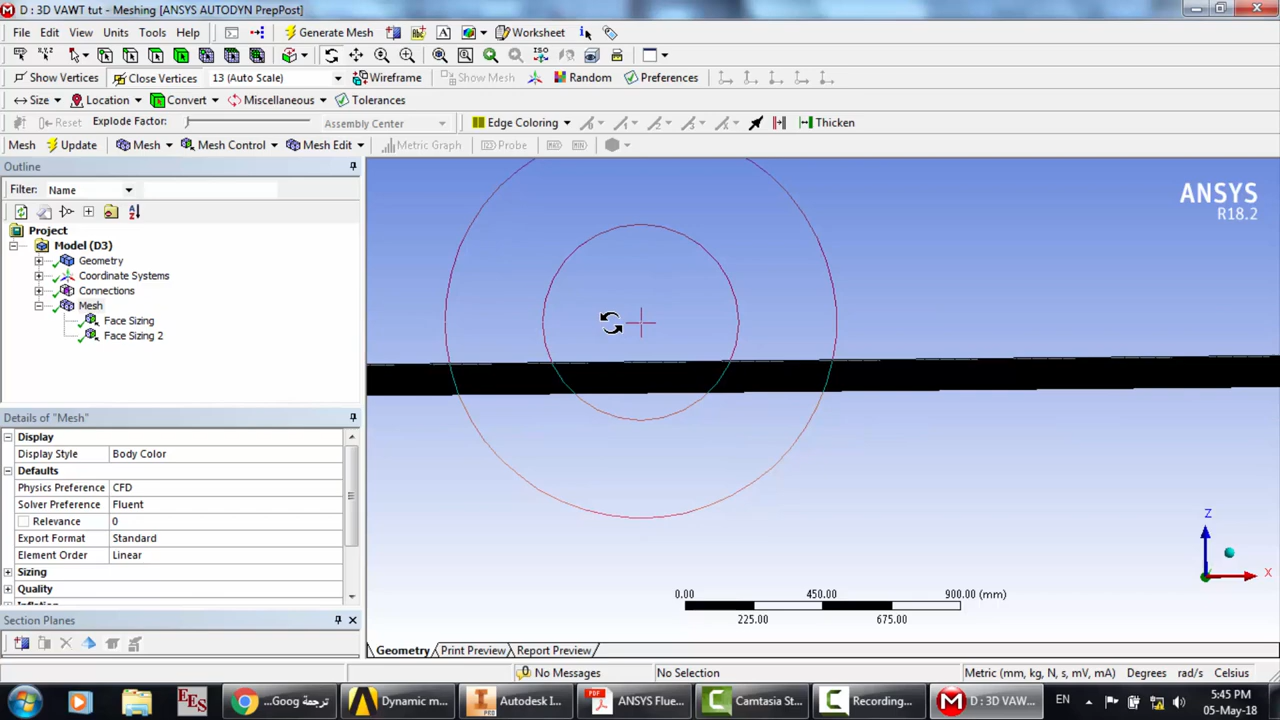 D : 3D VAWT tut - Meshing [ANSYS AUTODYN PrepPost]
File Edit View Units Tools Help Generate Mesh Worksheet
Show Vertices Close Vertices 13 (Auto Scale) Wireframe Show Mesh Random Preferences
Size Location Convert Miscellaneous Tolerances
Reset Explode Factor: Assembly Center Edge Coloring Thicken
Mesh Update Mesh Mesh Control Mesh Edit Metric Graph Probe
Outline
Filter: Name
Project
Model (D3)
Geometry
Coordinate Systems
Connections
Mesh
Face Sizing
Face Sizing 2
Details of "Mesh"
Display
Display Style Body Color
Defaults
Physics Preference CFD
Solver Preference Fluent
Relevance 0
Export Format Standard
Element Order Linear
Sizing
Quality
Section Planes
ANSYS
R18.2
Z
X
0.00 450.00 900.00 (mm)
225.00 675.00
Geometry Print Preview Report Preview
No Messages No Selection Metric (mm, kg, N, s, mV, mA) Degrees rad/s Celsius
EES ترجمة Goog... Dynamic m... Autodesk I... ANSYS Flue... Camtasia St... Recording... D : 3D VAW... EN 5:45 PM
05-May-18